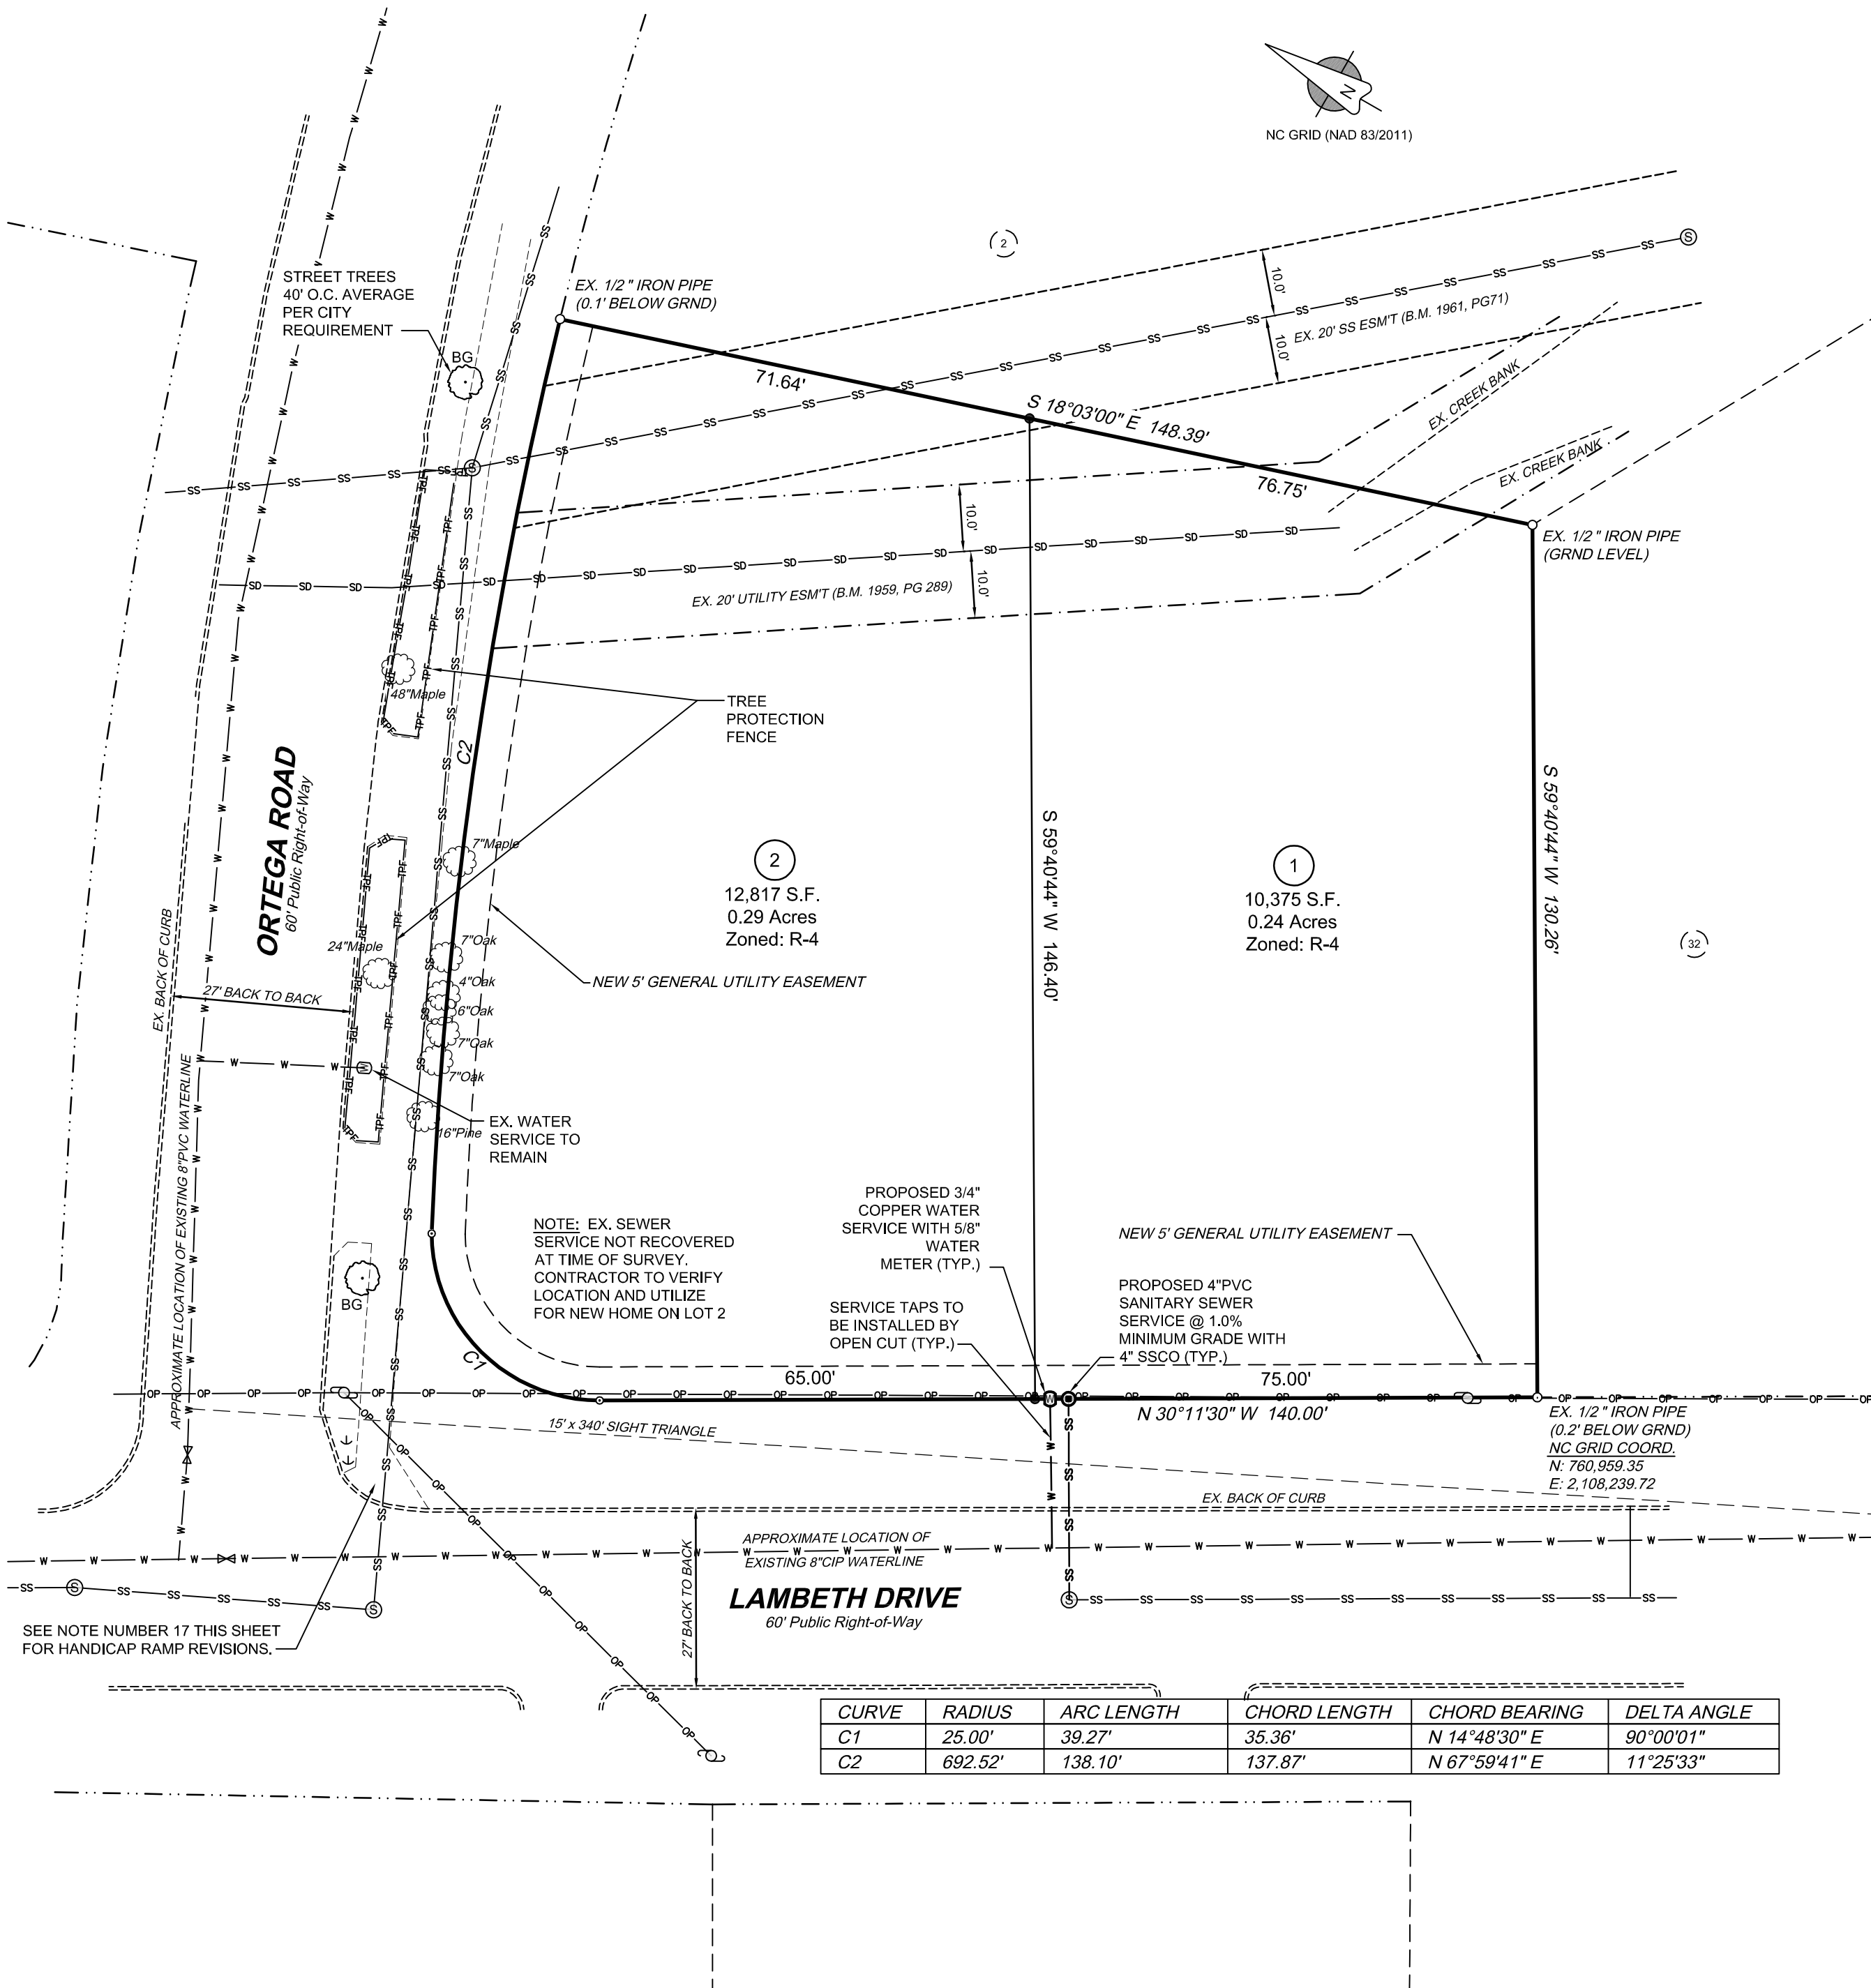 N
NC GRID (NAD 83/2011)
2
STREET TREES
40' O.C. AVERAGE
PER CITY
REQUIREMENT
BG
EX. 1/2" IRON PIPE
(0.1' BELOW GRND)
10.0'
10.0'
EX. 20' SS ESM'T (B.M. 1961, PG71)
71.64'
S 18°03'00" E 148.39'
76.75'
EX. CREEK BANK
EX. CREEK BANK
EX. 1/2" IRON PIPE
(GRND LEVEL)
10.0'
10.0'
EX. 20' UTILITY ESM'T (B.M. 1959, PG 289)
48"Maple
TREE
PROTECTION
FENCE
C2
ORTEGA ROAD
60' Public Right-of-Way
7"Maple
2
12,817 S.F.
0.29 Acres
Zoned: R-4
S 59°40'44" W 146.40'
1
10,375 S.F.
0.24 Acres
Zoned: R-4
S 59°40'44" W 130.26'
32
EX. BACK OF CURB
24"Maple
7"Oak
4"Oak
6"Oak
7"Oak
7"Oak
16"Pine
NEW 5' GENERAL UTILITY EASEMENT
27' BACK TO BACK
EX. WATER
SERVICE TO
REMAIN
APPROXIMATE LOCATION OF EXISTING 8"PVC WATERLINE
NOTE: EX. SEWER
SERVICE NOT RECOVERED
AT TIME OF SURVEY.
CONTRACTOR TO VERIFY
LOCATION AND UTILIZE
FOR NEW HOME ON LOT 2
PROPOSED 3/4"
COPPER WATER
SERVICE WITH 5/8"
WATER
METER (TYP.)
SERVICE TAPS TO
BE INSTALLED BY
OPEN CUT (TYP.)
NEW 5' GENERAL UTILITY EASEMENT
PROPOSED 4"PVC
SANITARY SEWER
SERVICE @ 1.0%
MINIMUM GRADE WITH
4" SSCO (TYP.)
BG
C1
65.00'
75.00'
N 30°11'30" W 140.00'
15' x 340' SIGHT TRIANGLE
EX. 1/2" IRON PIPE
(0.2' BELOW GRND)
NC GRID COORD.
N: 760,959.35
E: 2,108,239.72
EX. BACK OF CURB
APPROXIMATE LOCATION OF
EXISTING 8"CIP WATERLINE
LAMBETH DRIVE
60' Public Right-of-Way
27' BACK TO BACK
SEE NOTE NUMBER 17 THIS SHEET
FOR HANDICAP RAMP REVISIONS.
CURVE RADIUS ARC LENGTH CHORD LENGTH CHORD BEARING DELTA ANGLE
C1 25.00' 39.27' 35.36' N 14°48'30" E 90°00'01"
C2 692.52' 138.10' 137.87' N 67°59'41" E 11°25'33"